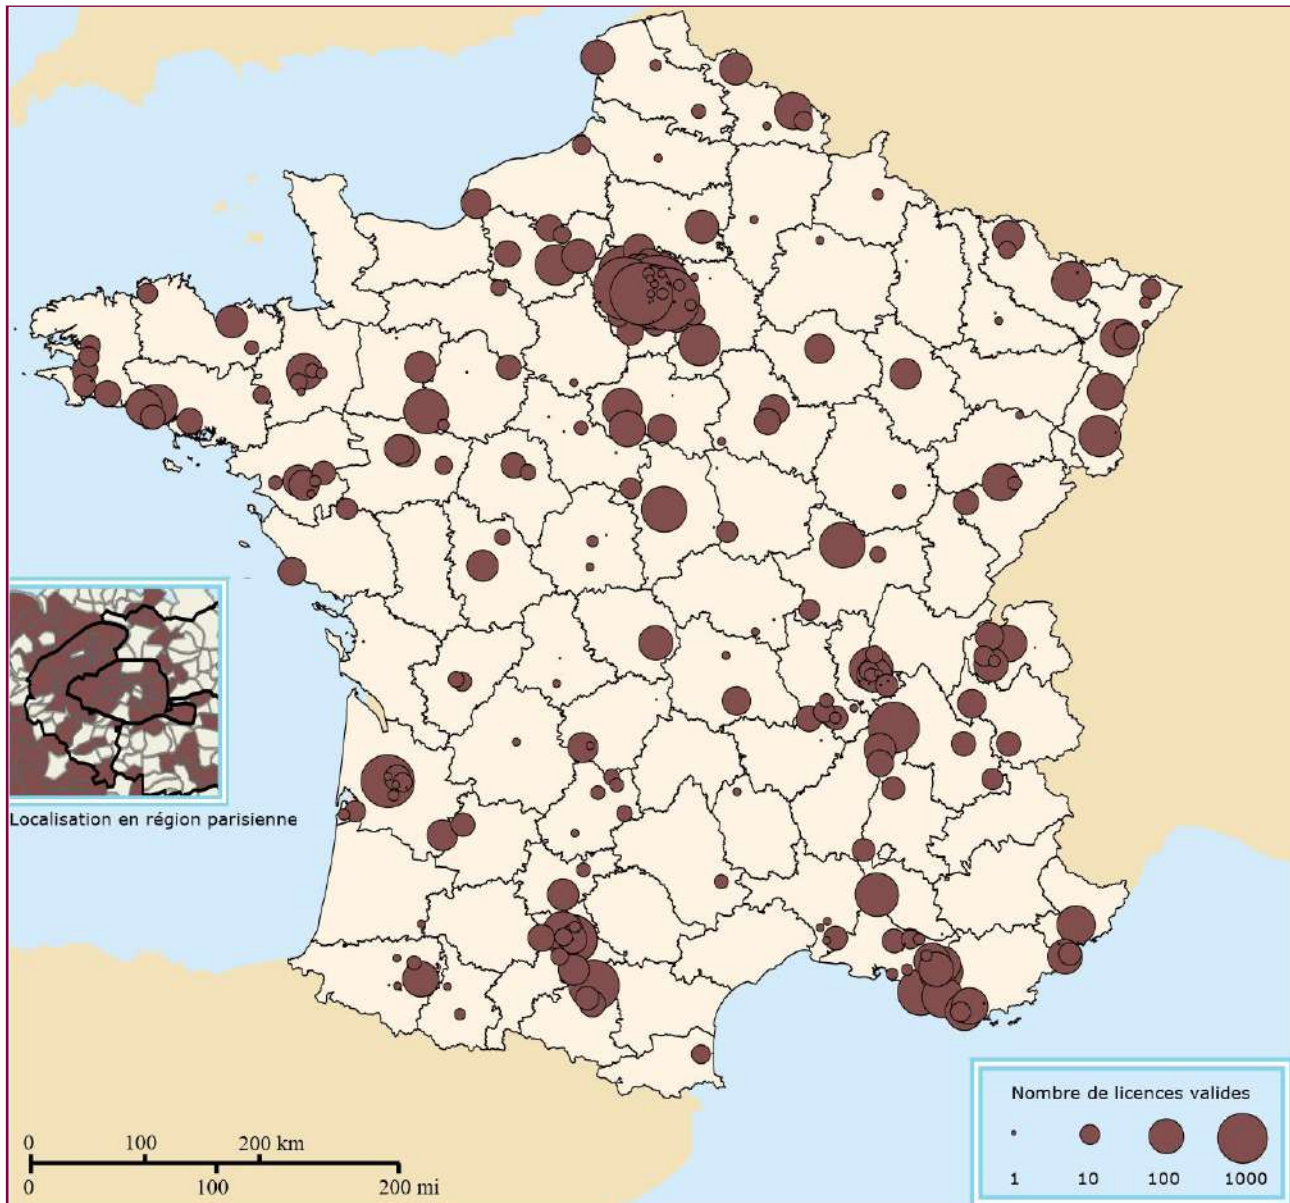 Localisation en région parisienne
Nombre de licences valides
1 10 100 1000
0 100 200 km
0 100 200 mi